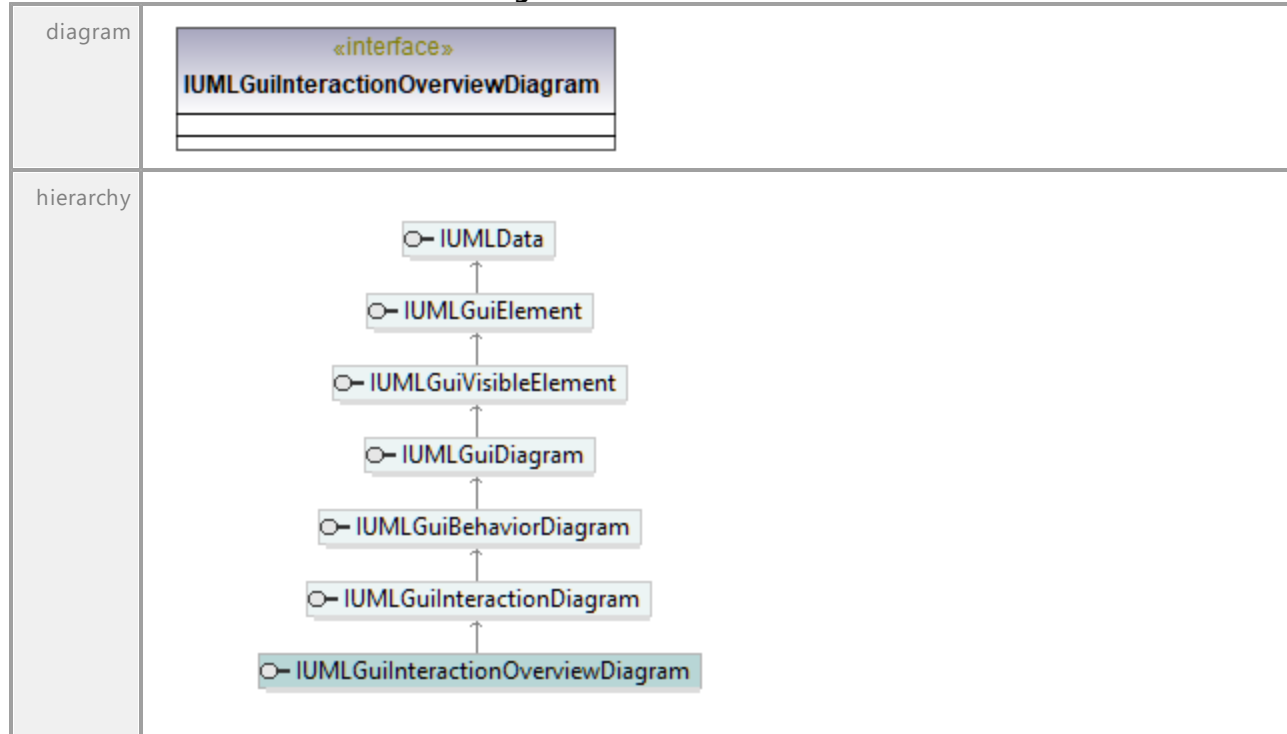 diagram
«interface»
IUMLGuiInteractionOverviewDiagram
hierarchy
IUMLData
IUMLGuiElement
IUMLGuiVisibleElement
IUMLGuiDiagram
IUMLGuiBehaviorDiagram
IUMLGuiInteractionDiagram
IUMLGuiInteractionOverviewDiagram